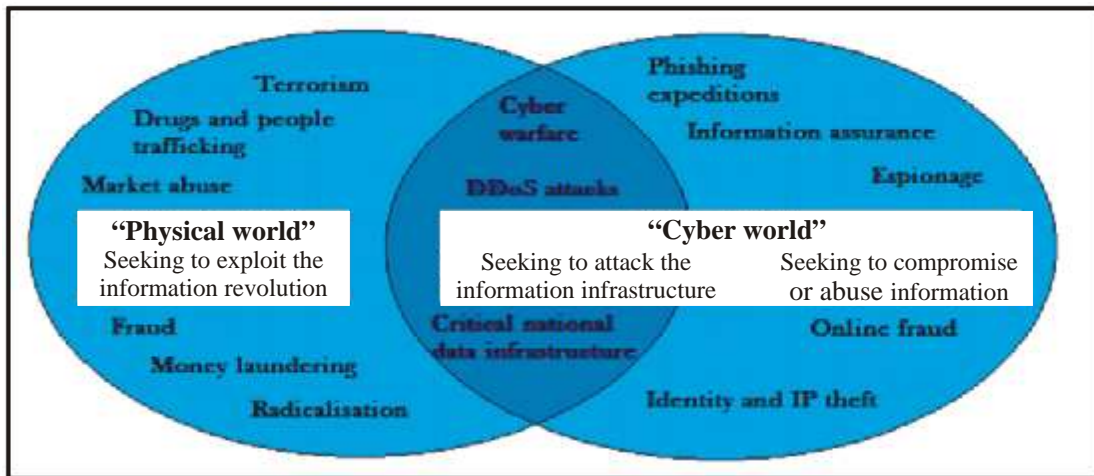 Terrorism
Drugs and people
trafficking
Market abuse
“Physical world”
Seeking to exploit the
information revolution
Fraud
Money laundering
Radicalisation
Cyber
warfare
DDoS attacks
“Cyber world”
Seeking to attack the
information infrastructure
Seeking to compromise
or abuse information
Critical national
data infrastructure
Phishing
expeditions
Information assurance
Espionage
Online fraud
Identity and IP theft